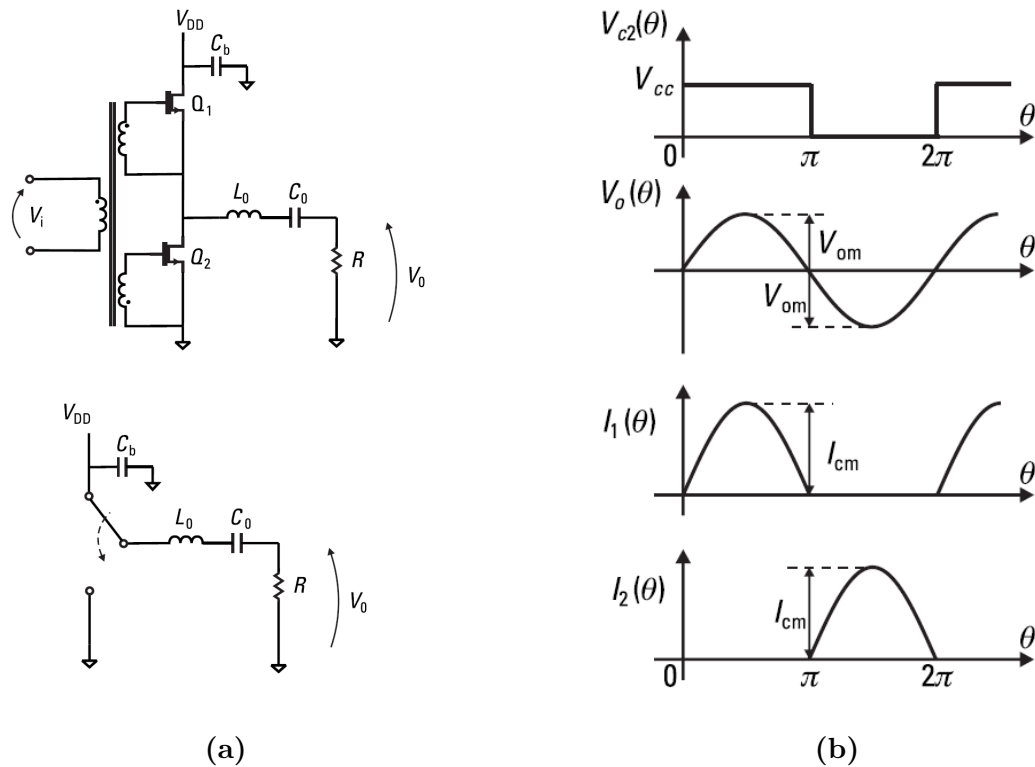 V_DD
C_b
Q_1
V_i
L_0 C_0
Q_2
R
V_0
V_DD
C_b
L_0 C_0
R
V_0
(a)
V_c2(θ)
V_cc
θ
0 π 2π
V_o(θ)
V_om
θ
V_om
I_1(θ)
I_cm
θ
I_2(θ)
I_cm
θ
0 π 2π
(b)